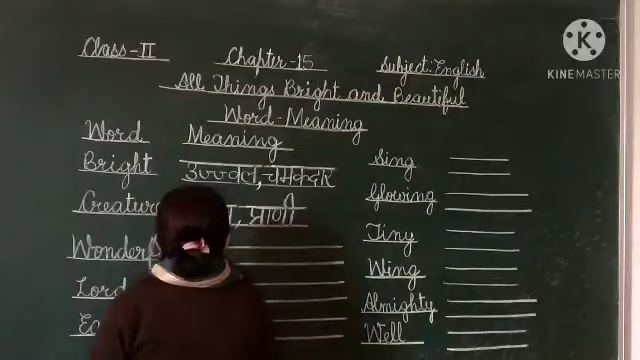 Class-II Chapter-15 Subject: English
All Things Bright and Beautiful
Word-Meaning
Word Meaning
Bright उज्ज्वल, चमकदार
प्राणी
Sing
Glowing
Tiny
Wing
Almighty
Well
KINEMASTER